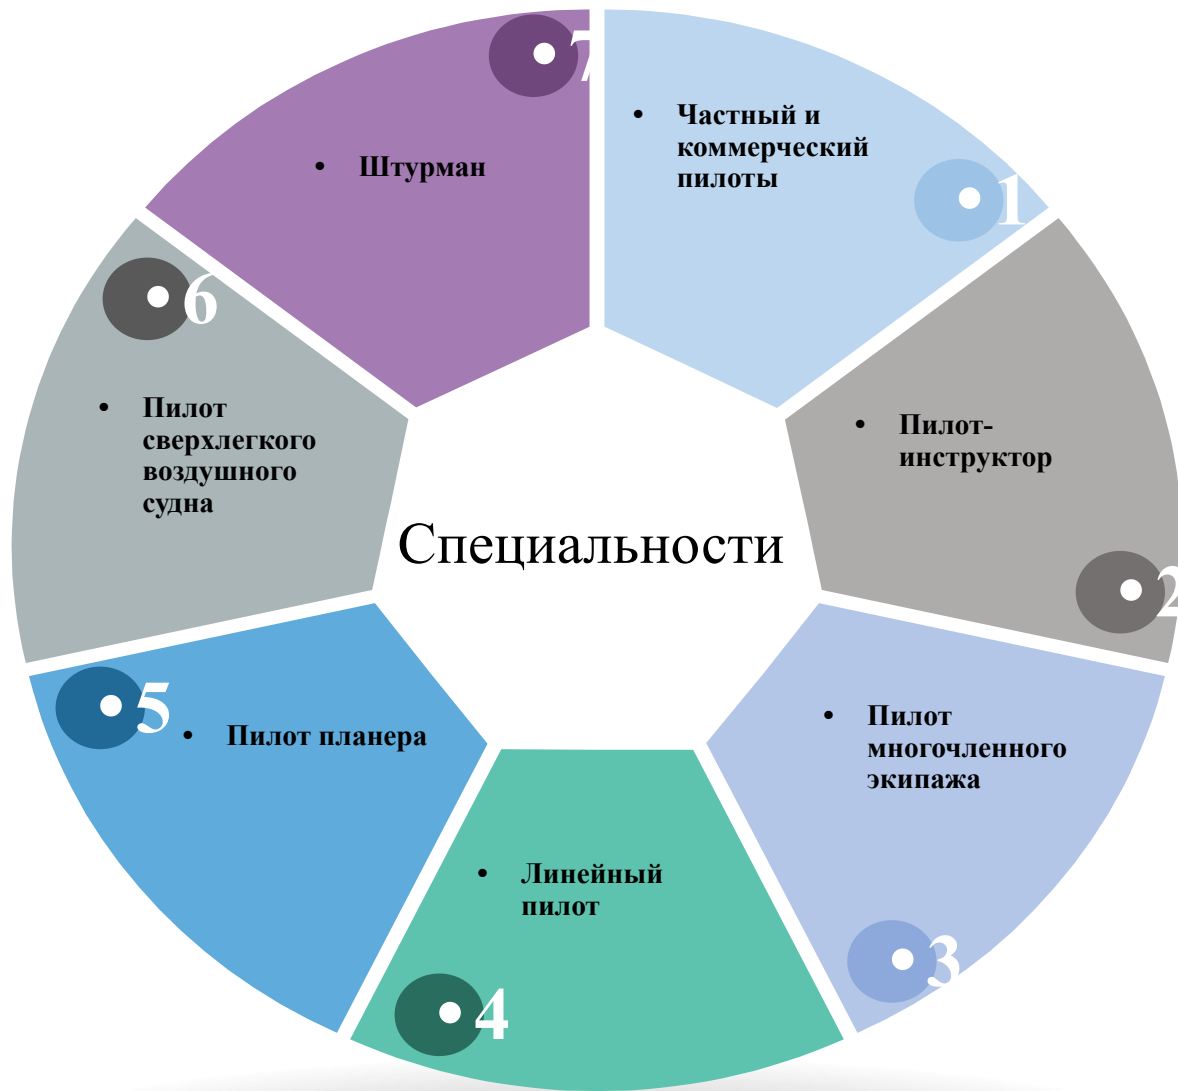 • Частный и
коммерческий
пилоты
1
• Пилот-
инструктор
2
• Пилот
многочленного
экипажа
3
• Линейный
пилот
4
• Пилот планера
5
• Пилот
сверхлегкого
воздушного
судна
6
• Штурман
7
Специальности